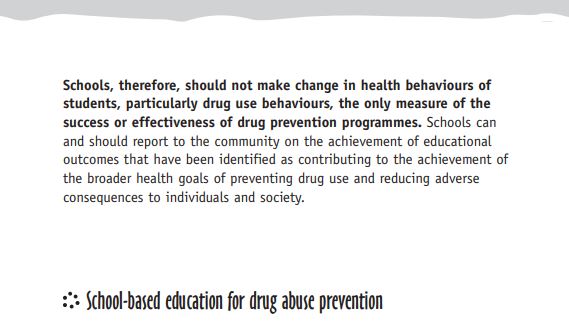 Schools, therefore, should not make change in health behaviours of
students, particularly drug use behaviours, the only measure of the
success or effectiveness of drug prevention programmes. Schools can
and should report to the community on the achievement of educational
outcomes that have been identified as contributing to the achievement of
the broader health goals of preventing drug use and reducing adverse
consequences to individuals and society.
School-based education for drug abuse prevention